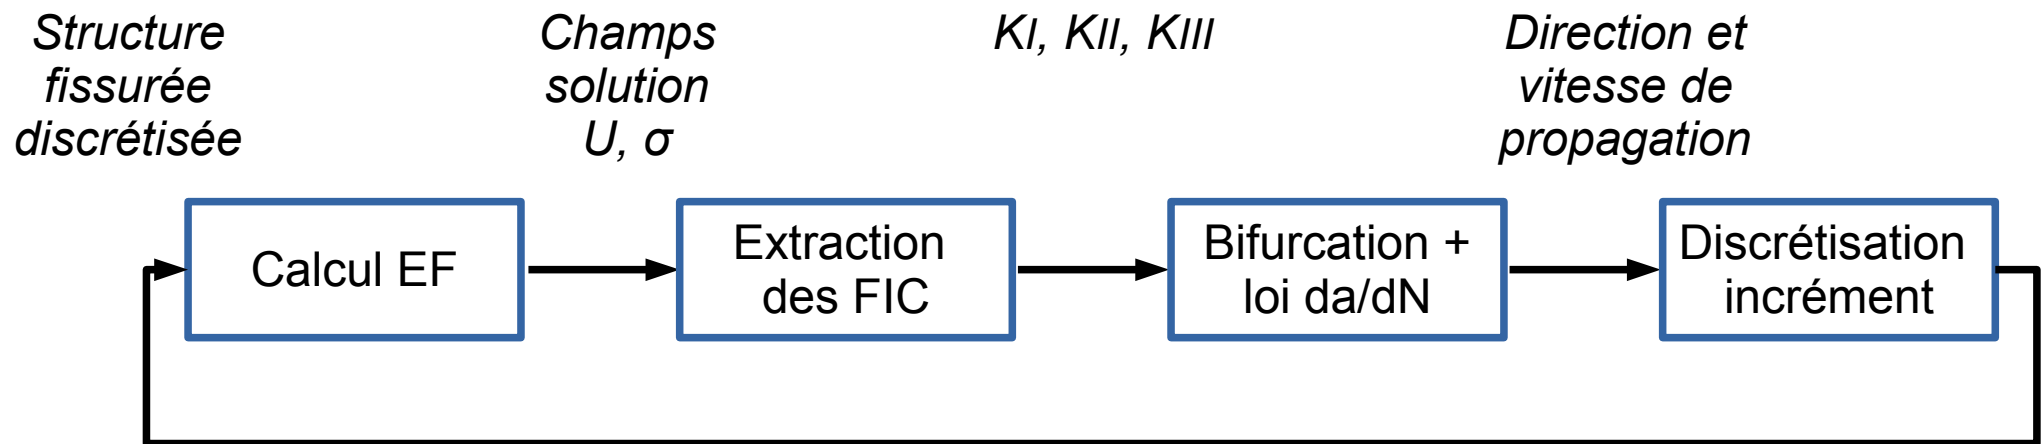 Structure
fissurée
discrétisée
Champs
solution
U, σ
KI, KII, KIII
Direction et
vitesse de
propagation
Calcul EF
Extraction
des FIC
Bifurcation +
loi da/dN
Discrétisation
incrément